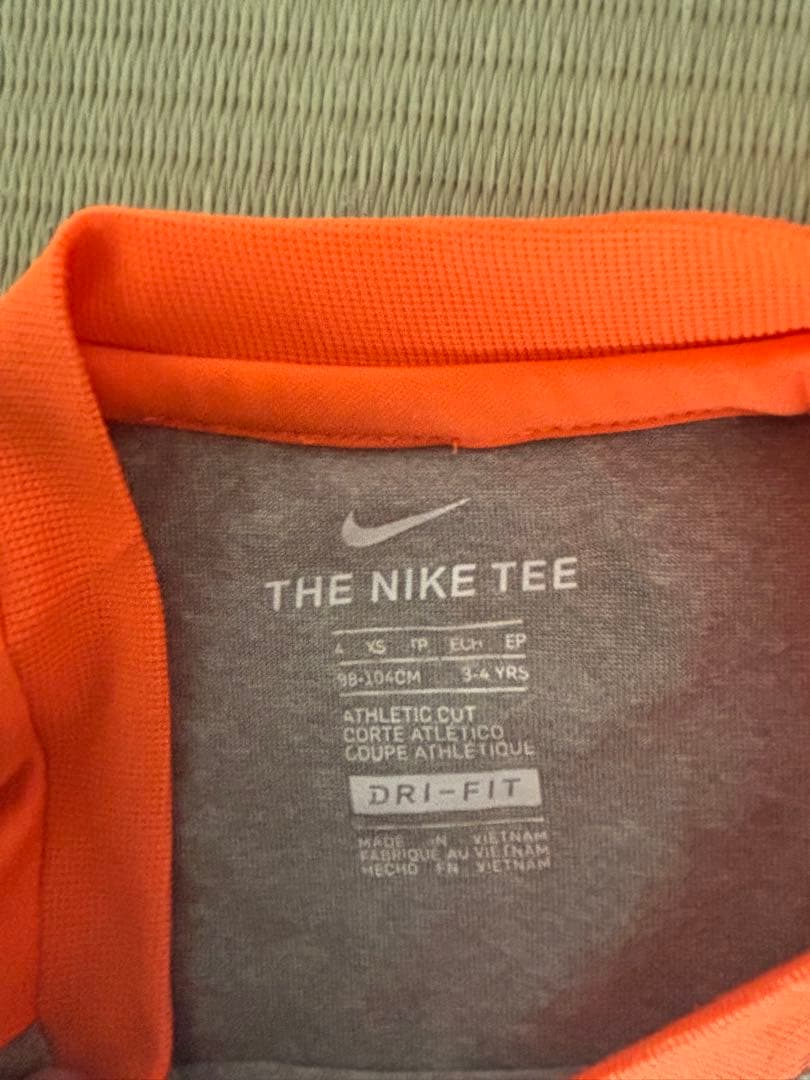 THE NIKE TEE
4 XS TP ECH EP
98-104CM 3-4 YRS
ATHLETIC CUT
CORTE ATLÉTICO
COUPE ATHLÉTIQUE
DRI-FIT
MADE IN VIETNAM
FABRIQUÉ AU VIETNAM
HECHO EN VIETNAM